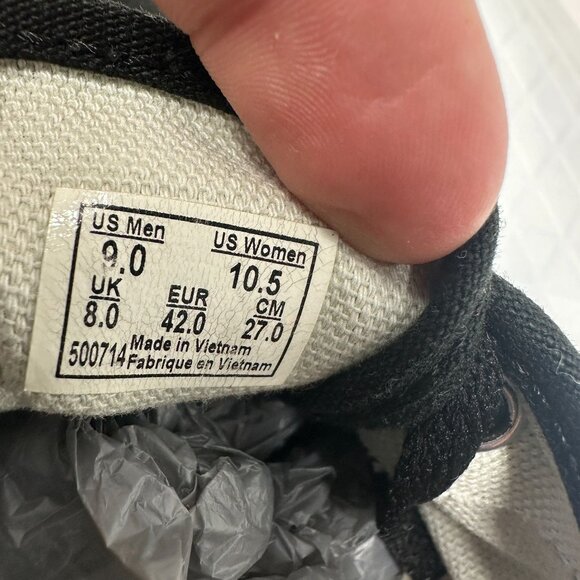 US Men US Women
9.0 10.5
UK EUR CM
8.0 42.0 27.0
500714 Made in Vietnam
Fabrique en Vietnam